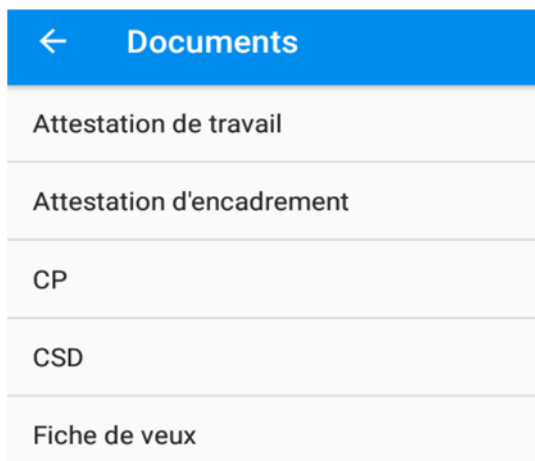 Documents
Attestation de travail
Attestation d'encadrement
CP
CSD
Fiche de veux